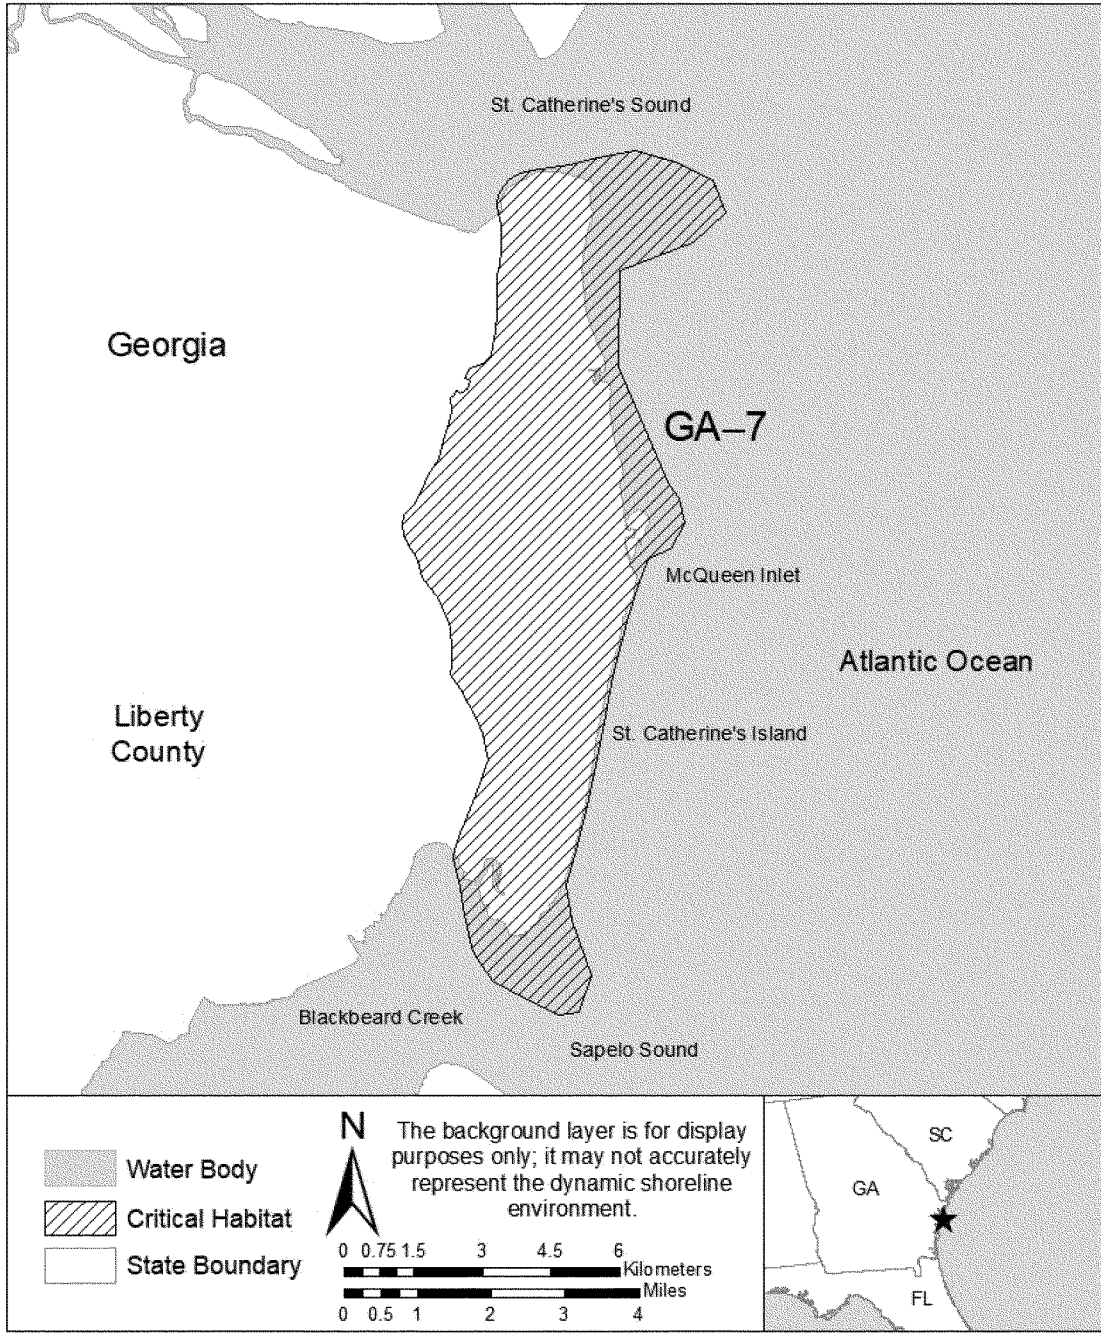 St. Catherine's Sound
Georgia
GA–7
McQueen Inlet
Atlantic Ocean
Liberty
County
St. Catherine's Island
Blackbeard Creek
Sapelo Sound
Water Body
Critical Habitat
State Boundary
N
The background layer is for display
purposes only; it may not accurately
represent the dynamic shoreline
environment.
0 0.75 1.5 3 4.5 6
Kilometers
Miles
0 0.5 1 2 3 4
SC
GA
FL